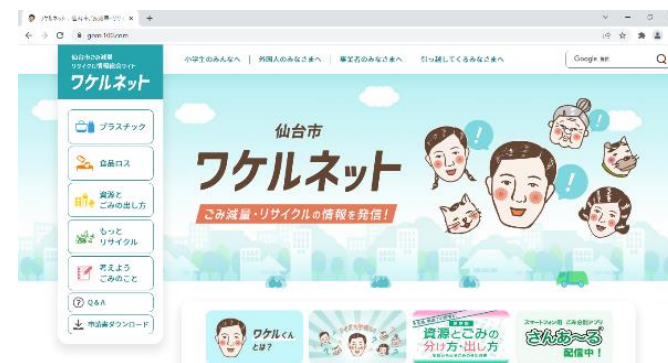 gomi100.com
仙台市ごみ減量・
リサイクル情報総合サイト
ワケルネット
小学生のみんなへ
外国人のみなさまへ
事業者のみなさまへ
引っ越してくるみなさまへ
Google
プラスチック
食品ロス
資源と
ごみの出し方
もっと
リサイクル
考えよう
ごみのこと
Q&A
申請書ダウンロード
仙台市
ワケルネット
ごみ減量・リサイクルの情報を発信!
ワケルくん
とは?
資源とごみの
分け方・出し方
スマートフォン用 ごみ分別アプリ
さんあ〜る
配信中!